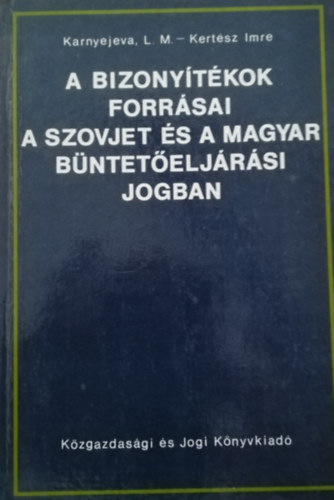 Karnyejeva, L. M. – Kertész Imre
A BIZONYÍTÉKOK
FORRÁSAI
A SZOVJET ÉS A MAGYAR
BÜNTETŐELJÁRÁSI
JOGBAN
Közgazdasági és Jogi Könyvkiadó